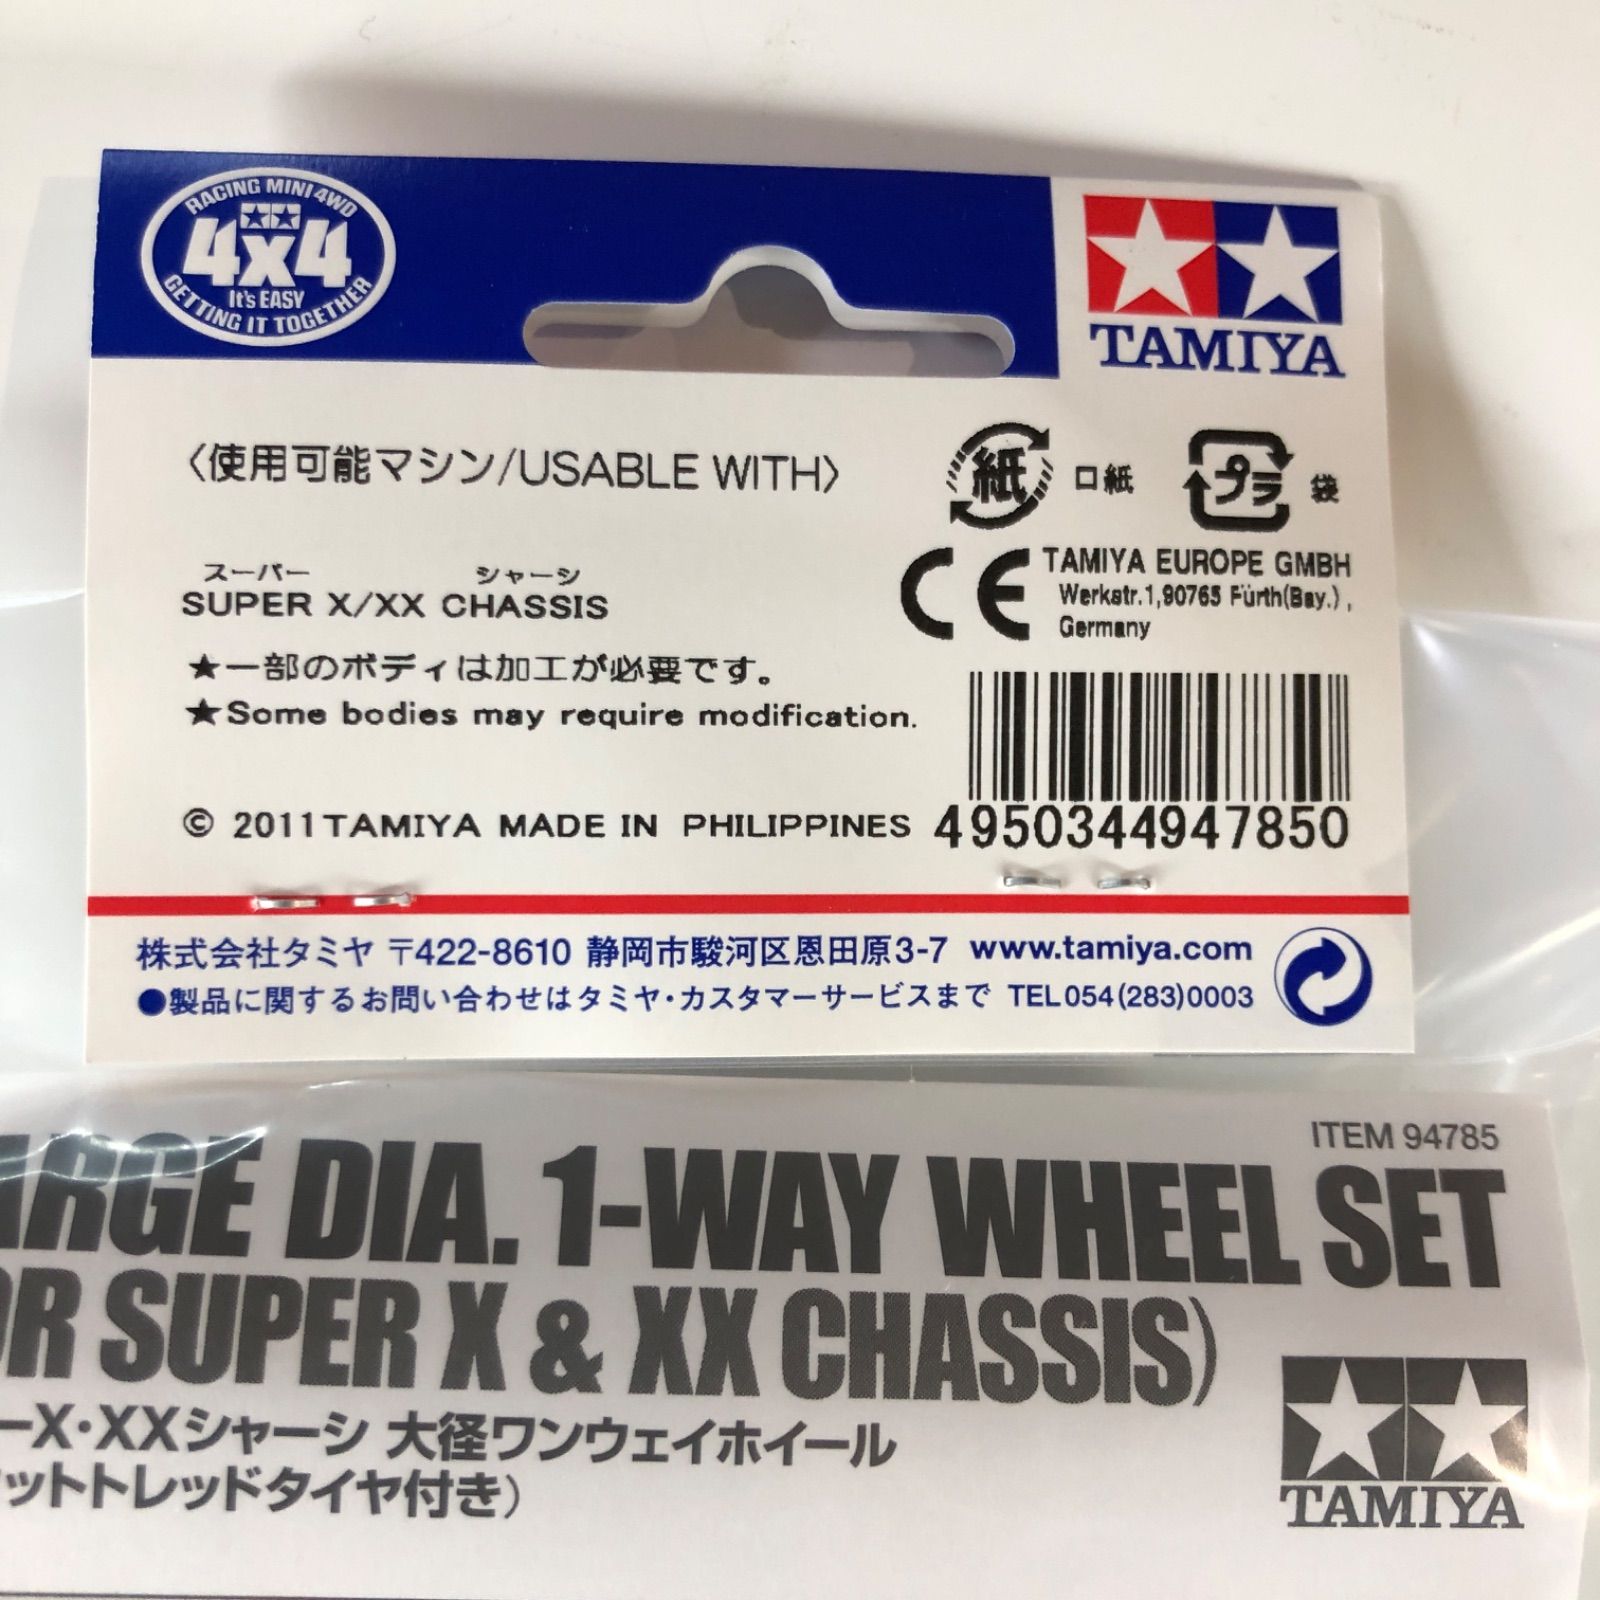 RACING MINI 4WD
4x4
It's EASY
GETTING IT TOGETHER
TAMIYA
〈使用可能マシン/USABLE WITH〉
紙 口紙 プラ 袋
スーパー シャーシ
SUPER X/XX CHASSIS
CE TAMIYA EUROPE GMBH
Werkstr.1,90765 Fürth(Bay.),
Germany
★一部のボディは加工が必要です。
★Some bodies may require modification.
© 2011 TAMIYA MADE IN PHILIPPINES
4950344947850
株式会社タミヤ 〒422-8610 静岡市駿河区恩田原3-7 www.tamiya.com
●製品に関するお問い合わせはタミヤ・カスタマーサービスまで TEL054(283)0003
ITEM 94785
ARGE DIA. 1-WAY WHEEL SET
OR SUPER X & XX CHASSIS)
ーX・XXシャーシ 大径ワンウェイホイール
ットトレッドタイヤ付き）
TAMIYA